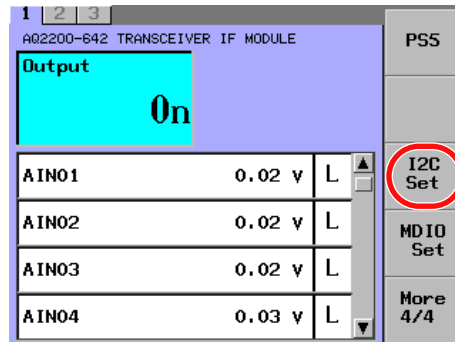 1 2 3
AQ2200-642 TRANSCEIVER IF MODULE
Output
On
AIN01 0.02 V L
AIN02 0.02 V L
AIN03 0.02 V L
AIN04 0.03 V L
PS5
I2C
Set
MDIO
Set
More
4/4